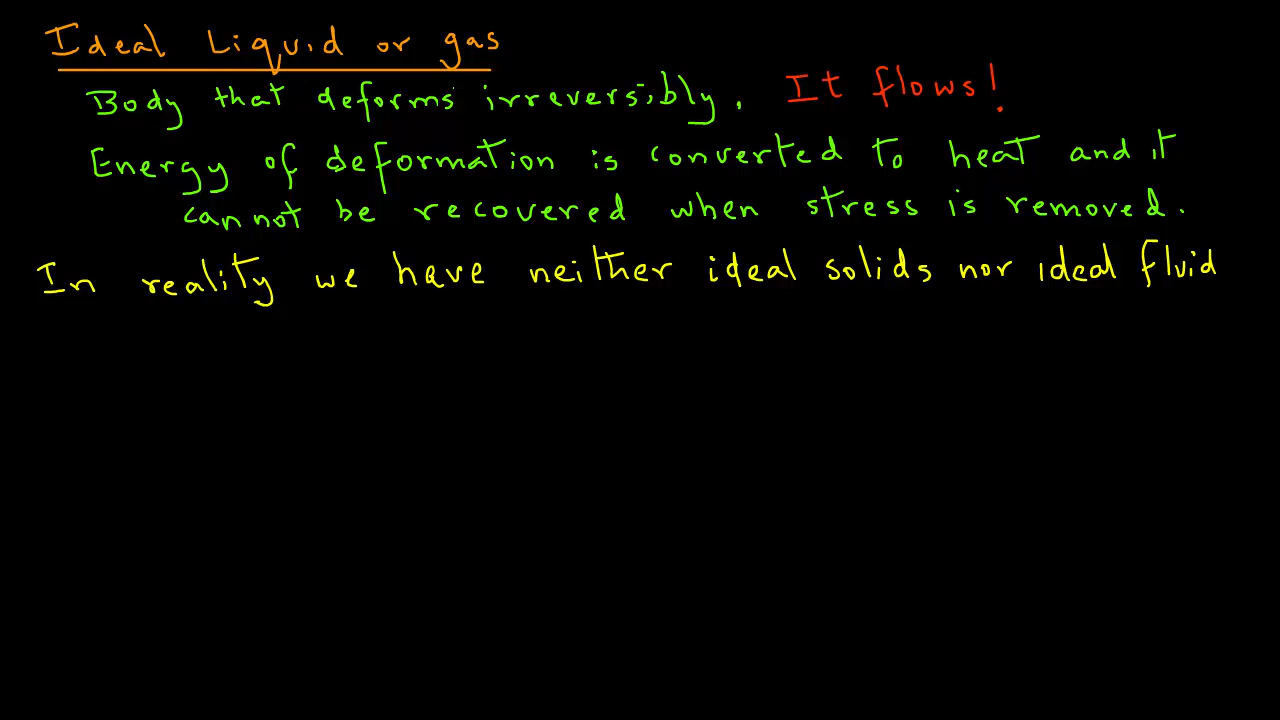 Ideal Liquid or gas
Body that deforms irreversibly. It flows!
Energy of deformation is converted to heat and it
cannot be recovered when stress is removed.
In reality we have neither ideal solids nor ideal fluid